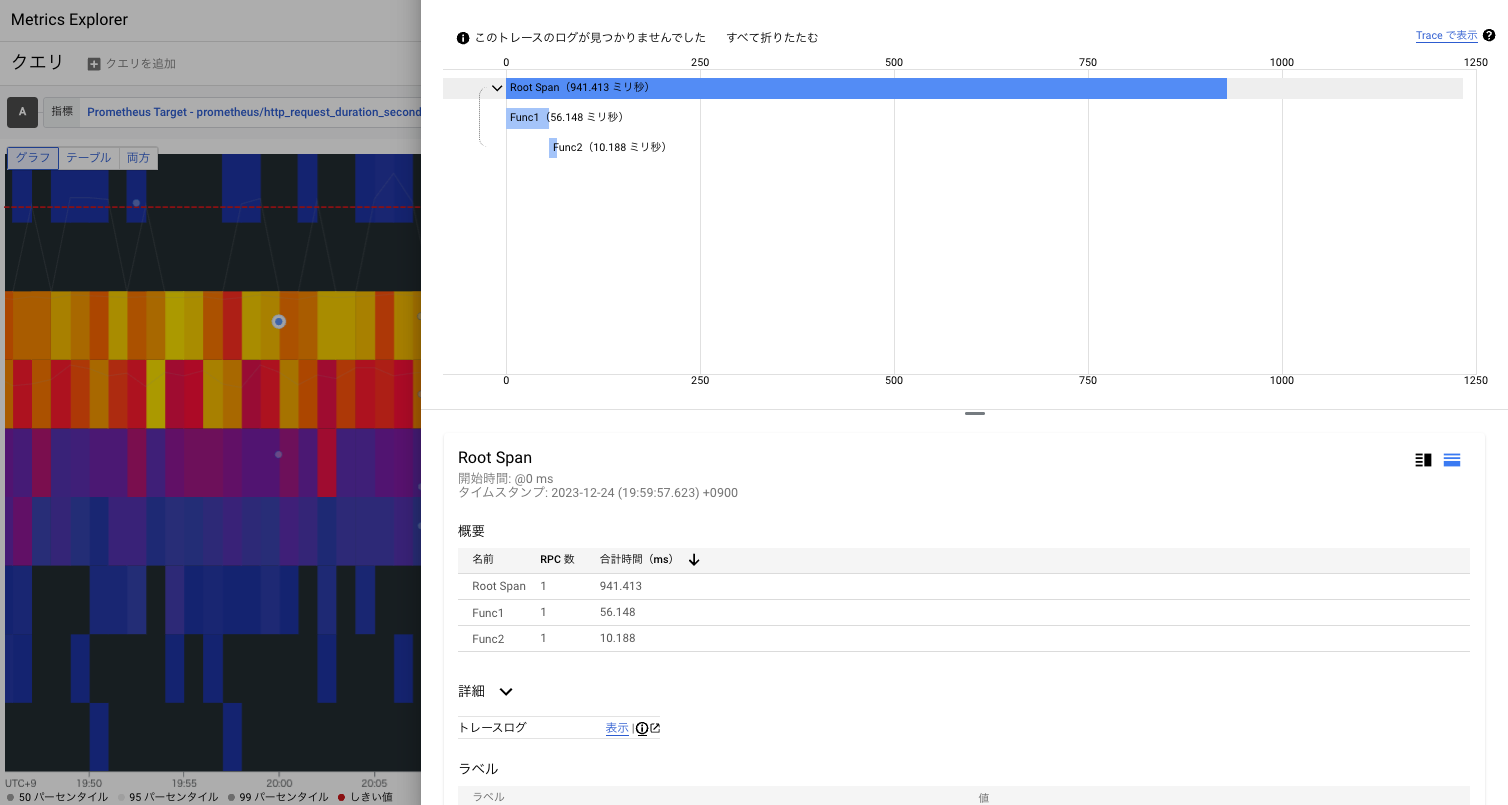 Metrics Explorer
クエリ クエリを追加
A 指標 Prometheus Target - prometheus/http_request_duration_second
グラフ テーブル 両方
UTC+9 19:50 19:55 20:00 20:05
50 パーセンタイル 95 パーセンタイル 99 パーセンタイル しきい値
このトレースのログが見つかりませんでした すべて折りたたむ Trace で表示
0 250 500 750 1000 1250
Root Span（941.413 ミリ秒）
Func1（56.148 ミリ秒）
Func2（10.188 ミリ秒）
0 250 500 750 1000 1250
Root Span
開始時間: @0 ms
タイムスタンプ: 2023-12-24 (19:59:57.623) +0900
概要
名前 RPC 数 合計時間（ms）
Root Span 1 941.413
Func1 1 56.148
Func2 1 10.188
詳細
トレースログ 表示 |
ラベル
ラベル 値